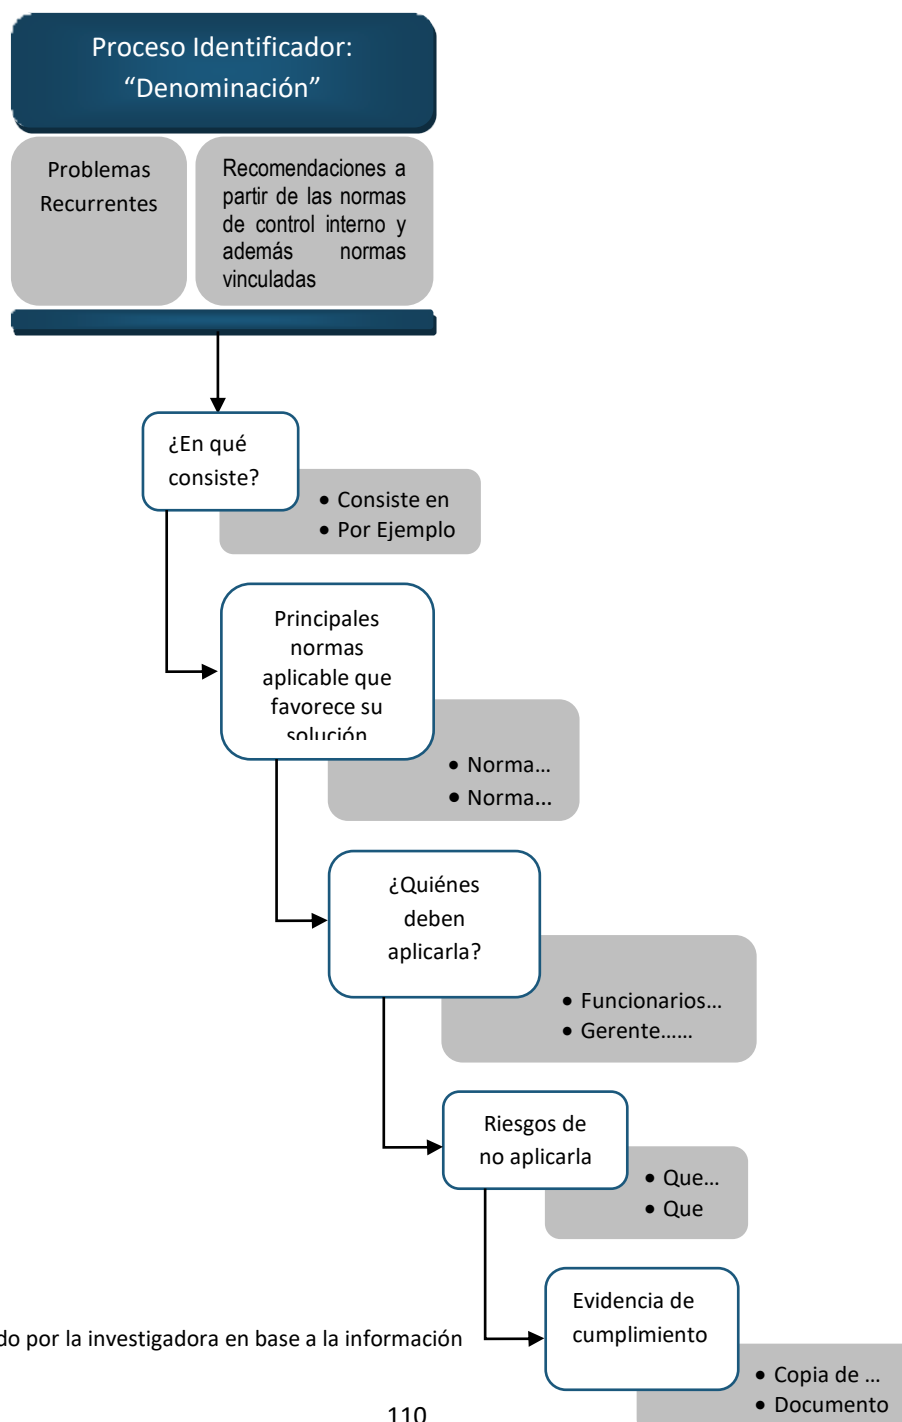 Proceso Identificador:
“Denominación”
Problemas
Recurrentes
Recomendaciones a
partir de las normas
de control interno y
además normas
vinculadas
¿En qué
consiste?
• Consiste en
• Por Ejemplo
Principales
normas
aplicable que
favorece su
solución
• Norma…
• Norma...
¿Quiénes
deben
aplicarla?
• Funcionarios…
• Gerente……
Riesgos de
no aplicarla
• Que…
• Que
Evidencia de
cumplimiento
do por la investigadora en base a la información
• Copia de …
• Documento
110